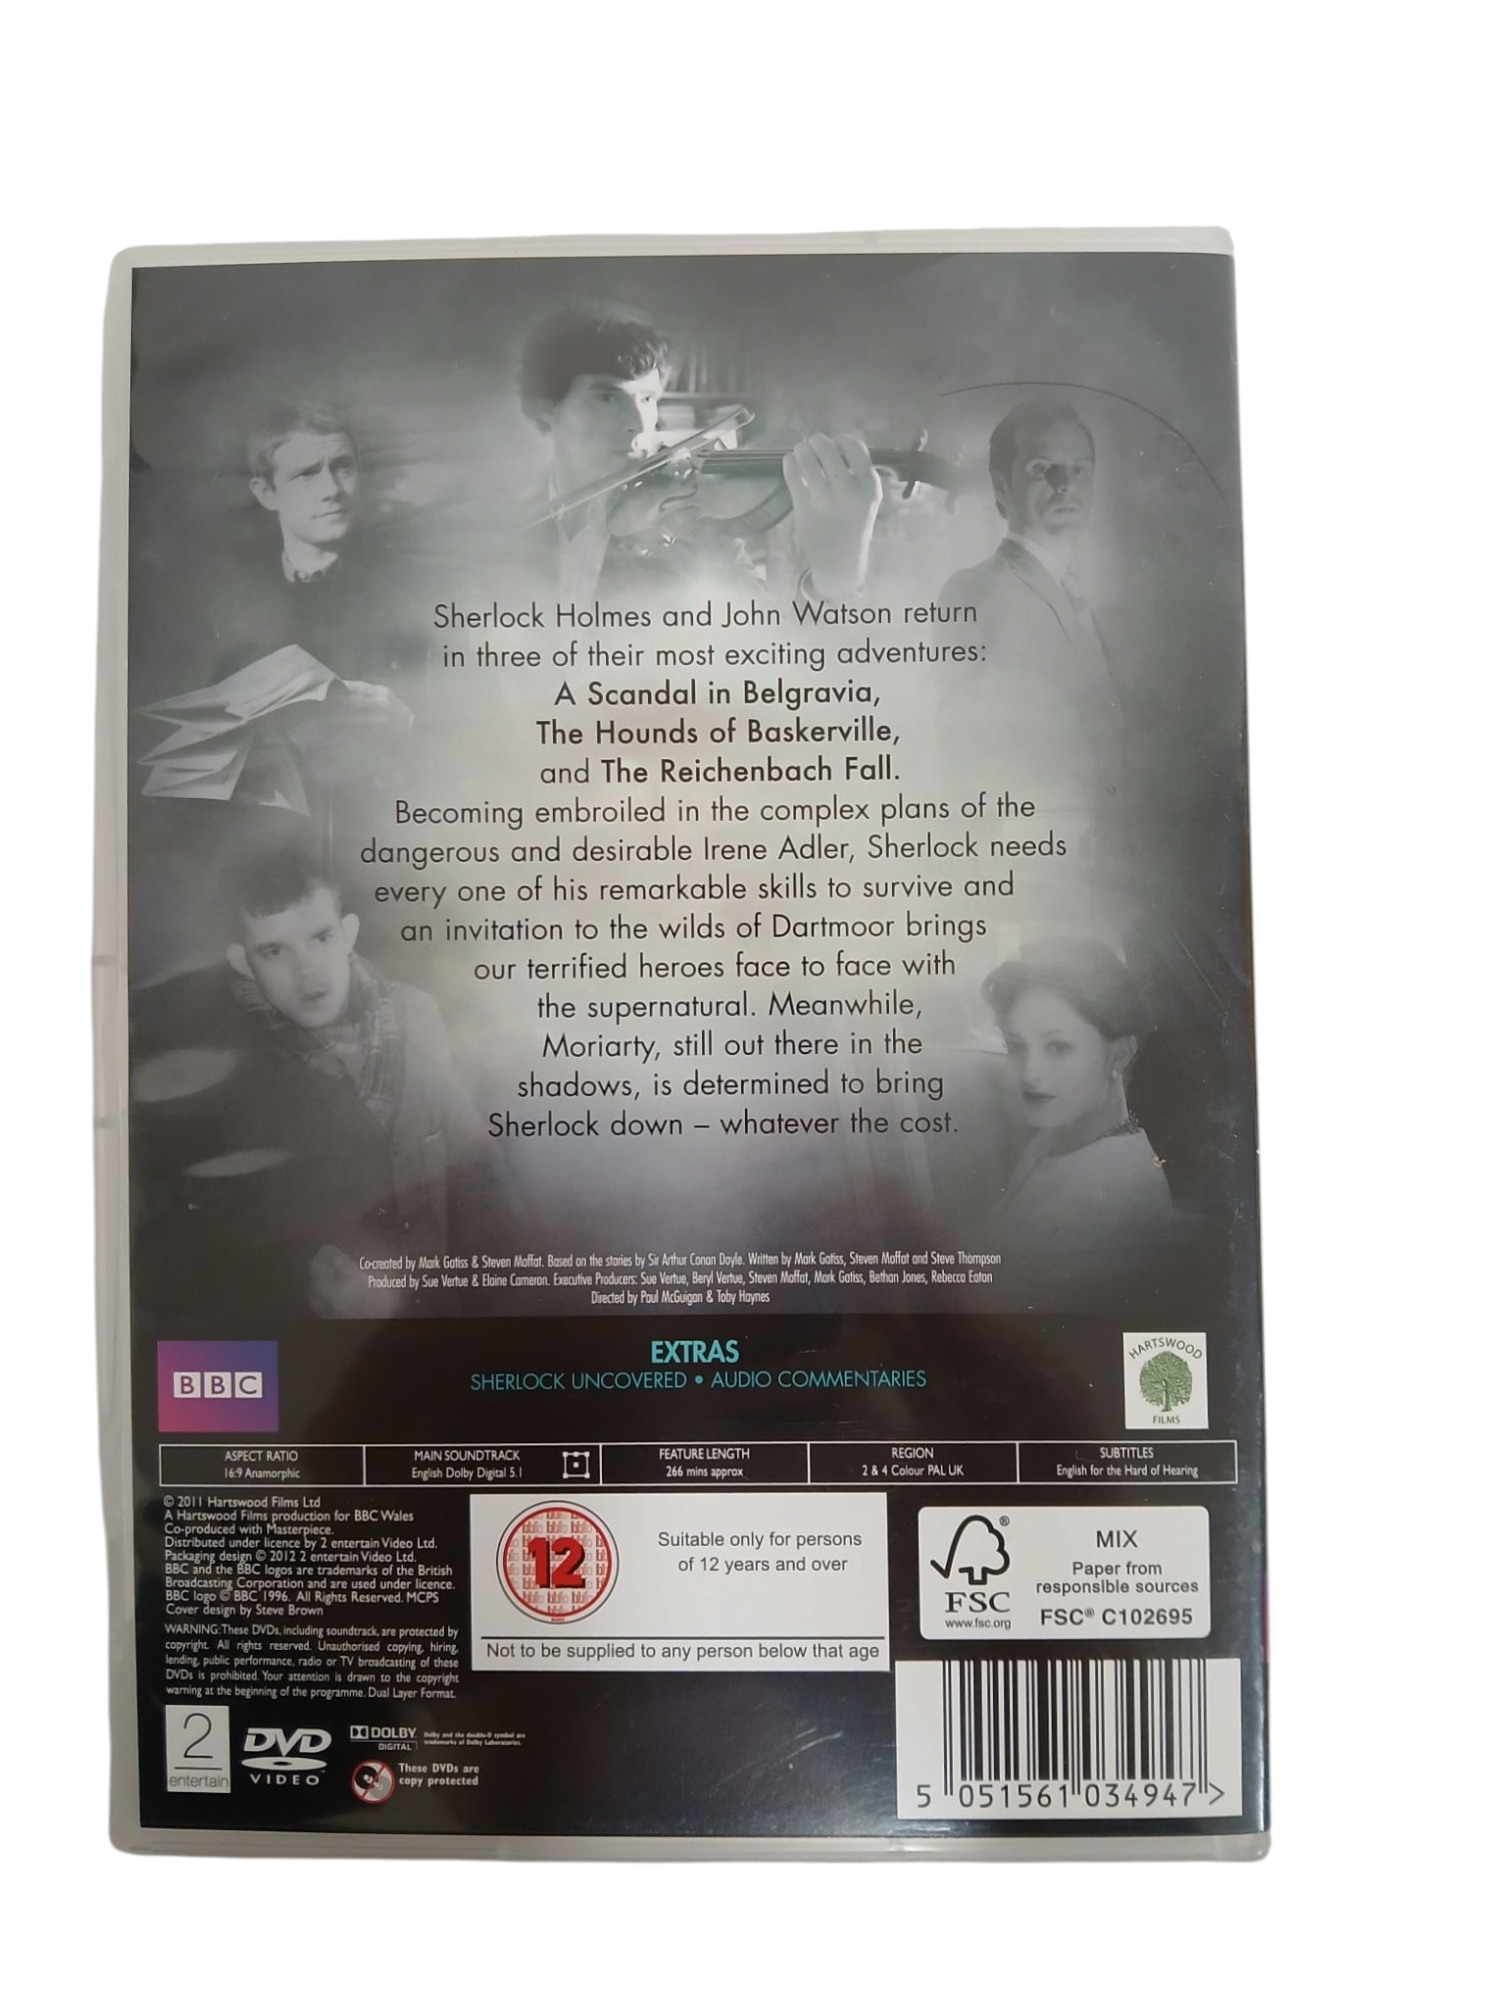 Sherlock Holmes and John Watson return
in three of their most exciting adventures:
A Scandal in Belgravia,
The Hounds of Baskerville,
and The Reichenbach Fall.
Becoming embroiled in the complex plans of the
dangerous and desirable Irene Adler, Sherlock needs
every one of his remarkable skills to survive and
an invitation to the wilds of Dartmoor brings
our terrified heroes face to face with
the supernatural. Meanwhile,
Moriarty, still out there in the
shadows, is determined to bring
Sherlock down – whatever the cost.
Co-created by Mark Gatiss & Steven Moffat. Based on the stories by Sir Arthur Conan Doyle. Written by Mark Gatiss, Steven Moffat and Steve Thompson
Produced by Sue Vertue & Elaine Cameron. Executive Producers: Sue Vertue, Beryl Vertue, Steven Moffat, Mark Gatiss, Bethan Jones, Rebecca Eaton
Directed by Paul McGuigan & Toby Haynes
BBC
EXTRAS
SHERLOCK UNCOVERED • AUDIO COMMENTARIES
HARTSWOOD
FILMS
ASPECT RATIO
16:9 Anamorphic
MAIN SOUNDTRACK
English Dolby Digital 5.1
FEATURE LENGTH
266 mins approx
REGION
2 & 4 Colour PAL UK
SUBTITLES
English for the Hard of Hearing
© 2011 Hartswood Films Ltd
A Hartswood Films production for BBC Wales
Co-produced with Masterpiece.
Distributed under licence by 2 entertain Video Ltd.
Packaging design © 2012 2 entertain Video Ltd.
BBC and the BBC logos are trademarks of the British
Broadcasting Corporation and are used under licence.
BBC logo © BBC 1996. All Rights Reserved. MCPS
Cover design by Steve Brown
WARNING: These DVDs, including soundtrack, are protected by
copyright. All rights reserved. Unauthorised copying, hiring,
lending, public performance, radio or TV broadcasting of these
DVDs is prohibited. Your attention is drawn to the copyright
warning at the beginning of the programme. Dual Layer Format.
12
Suitable only for persons
of 12 years and over
Not to be supplied to any person below that age
FSC
www.fsc.org
®
MIX
Paper from
responsible sources
FSC® C102695
2
entertain
DVD
VIDEO
DOLBY
DIGITAL
Dolby and the double-D symbol are
trademarks of Dolby Laboratories.
These DVDs are
copy protected
5 051561 034947 >